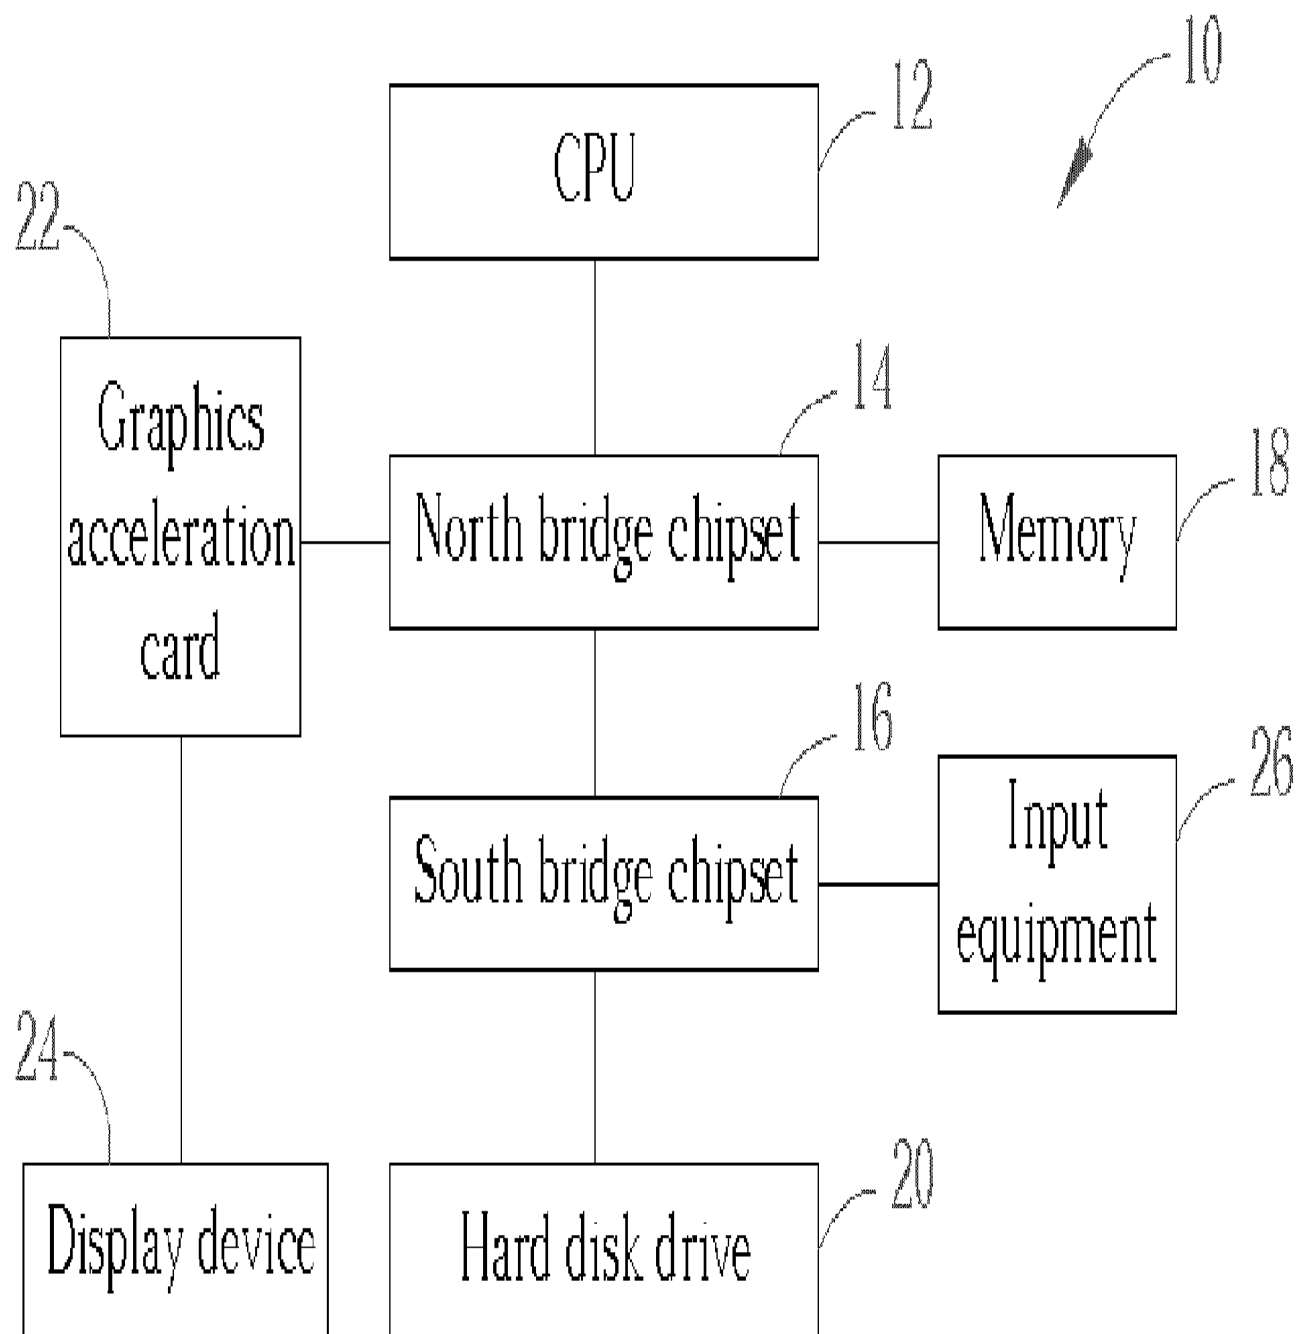 10
12
CPU
22
14
Graphics
acceleration
card
North bridge chipset
18
Memory
16
26
South bridge chipset
Input
equipment
24
20
Display device
Hard disk drive